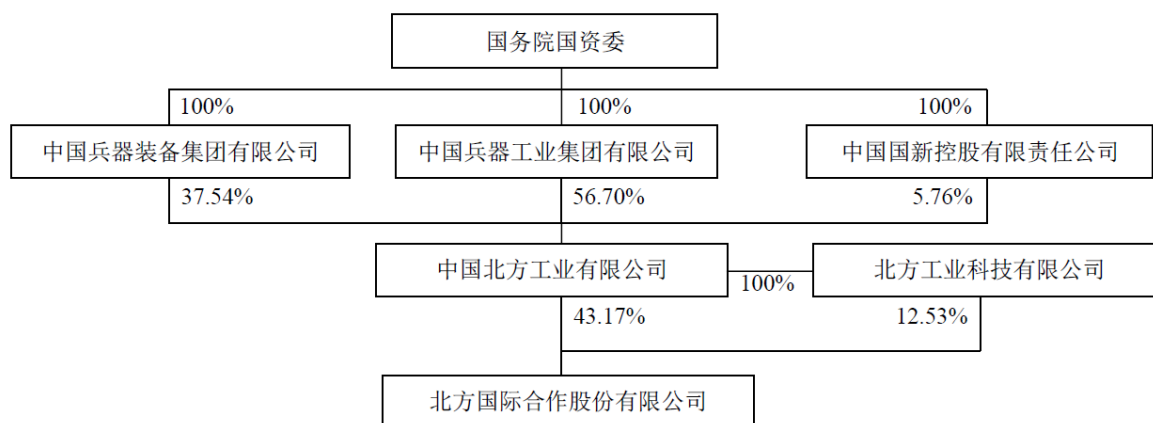 国务院国资委
100%
100%
100%
中国兵器装备集团有限公司
中国兵器工业集团有限公司
中国国新控股有限责任公司
37.54%
56.70%
5.76%
中国北方工业有限公司
100%
北方工业科技有限公司
43.17%
12.53%
北方国际合作股份有限公司